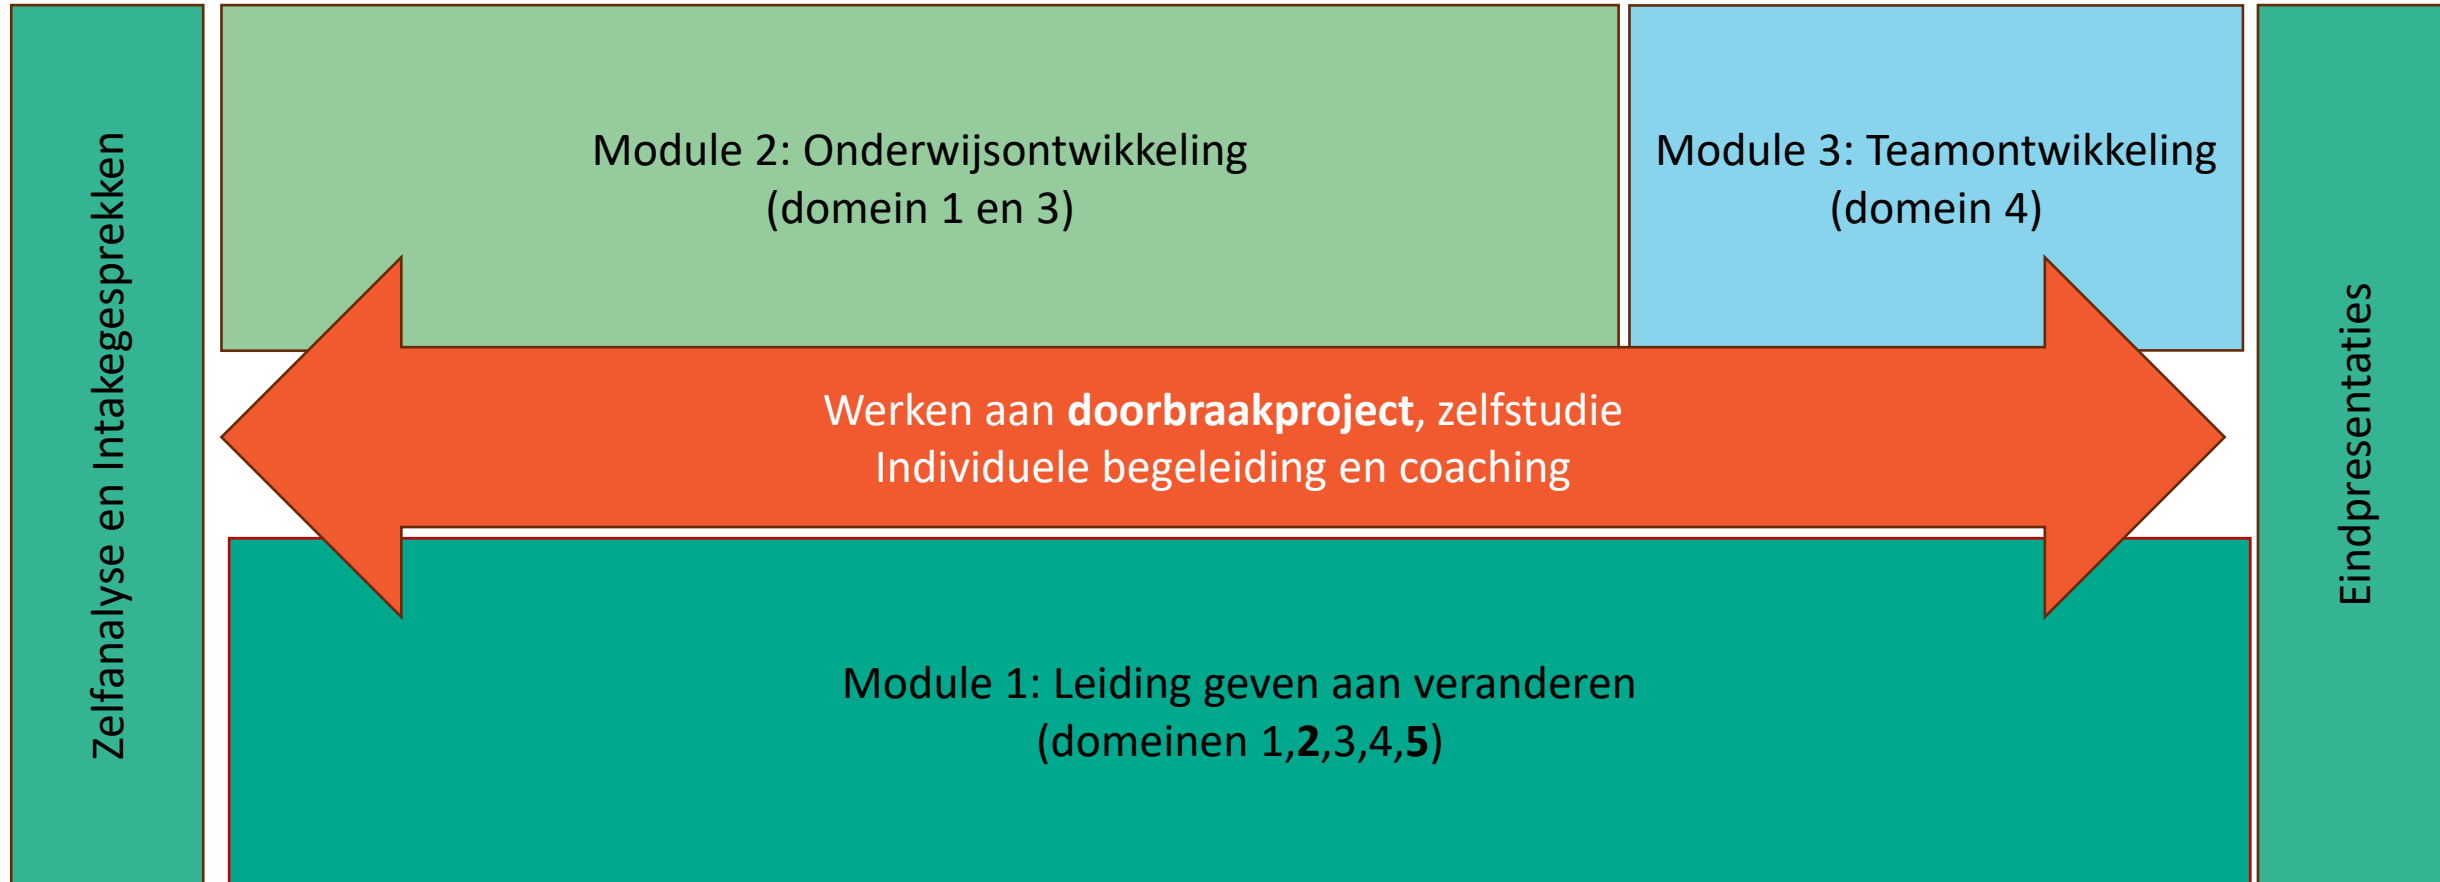 Zelfanalyse en Intakegesprekken
Module 2: Onderwijsontwikkeling
(domein 1 en 3)
Module 3: Teamontwikkeling
(domein 4)
Werken aan doorbraakproject, zelfstudie
Individuele begeleiding en coaching
Module 1: Leiding geven aan veranderen
(domeinen 1,2,3,4,5)
Eindpresentaties